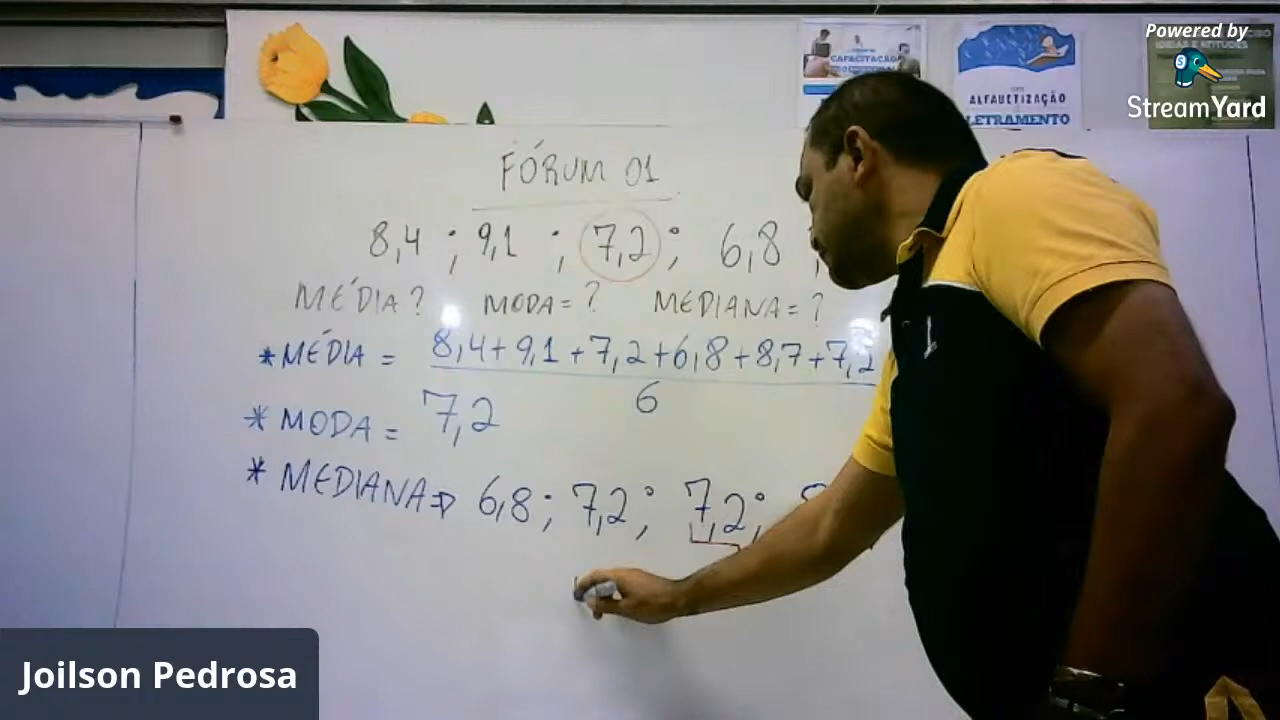 Powered by
StreamYard
CAPACITAÇÃO
ALFABETIZAÇÃO
LETRAMENTO
IDEIAS E ATITUDES
FÓRUM 01
8,4 ; 9,1 ; 7,2 ; 6,8 ;
MÉDIA ? MODA = ? MEDIANA = ?
* MÉDIA = 8,4 + 9,1 + 7,2 + 6,8 + 8,7 + 7,2
6
* MODA = 7,2
* MEDIANA ⇒ 6,8 ; 7,2 ; 7,2 ;
Joilson Pedrosa